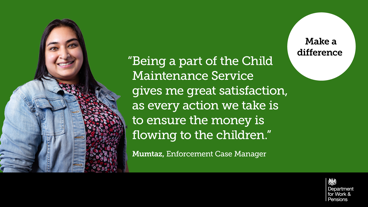 Make a
difference
“Being a part of the Child
Maintenance Service
gives me great satisfaction,
as every action we take is
to ensure the money is
flowing to the children.”
Mumtaz, Enforcement Case Manager
Department
for Work &
Pensions